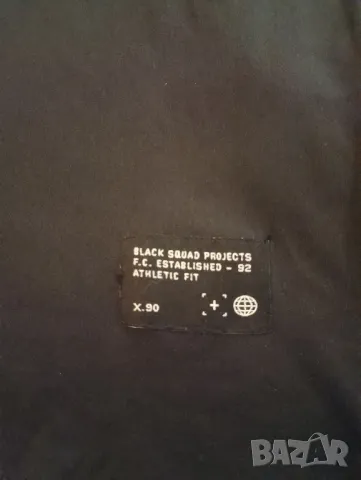 BLACK SQUAD PROJECTS
F.C. ESTABLISHED - 92
ATHLETIC FIT
X.90
BAZAR